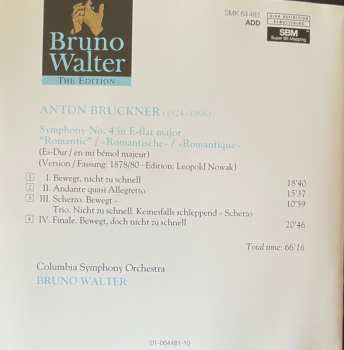 Bruno
Walter
THE EDITION
SMK 64 481
ADD
HIGH DEFINITION
REMASTERING
SBM
Super Bit Mapping
ANTON BRUCKNER (1824–1896)
Symphony No. 4 in E-flat major
"Romantic" / »Romantische« / «Romantique»
(Es-Dur / en mi bémol majeur)
(Version / Fassung: 1878/80 · Edition: Leopold Nowak)
1 I. Bewegt, nicht zu schnell 18'40
2 II. Andante quasi Allegretto 15'37
3 III. Scherzo. Bewegt – 10'59
Trio. Nicht zu schnell. Keinesfalls schleppend – Scherzo
4 IV. Finale. Bewegt, doch nicht zu schnell 20'46
Total time: 66'16
Columbia Symphony Orchestra
BRUNO WALTER
01-064481-10